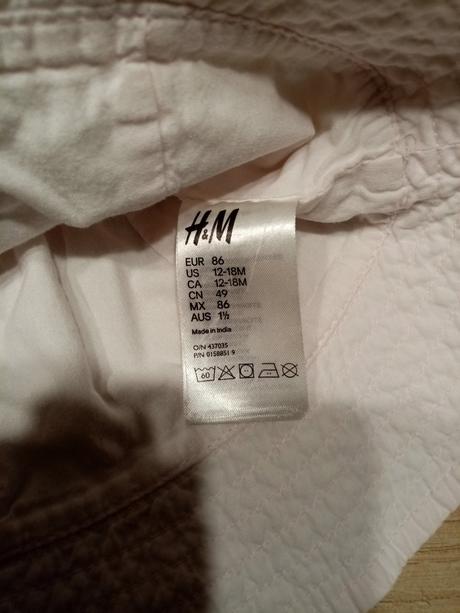 H&M
EUR 86
US 12-18M
CA 12-18M
CN 49
MX 86
AUS 1½
Made in India
O/N 437035
P/N 0158851 9
60